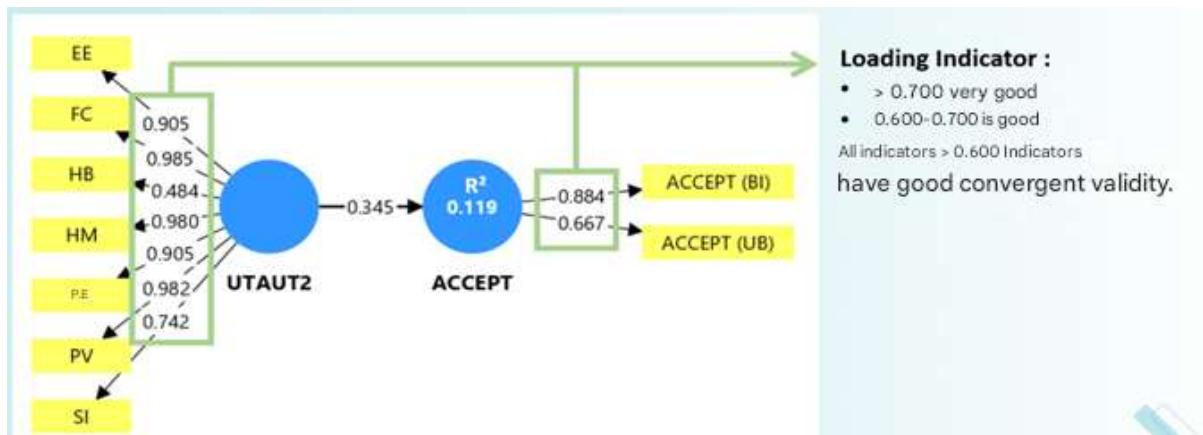 EE
FC
HB
HM
P.E
PV
SI
0.905
0.985
0.484
0.980
0.905
0.982
0.742
UTAUT2
0.345
R²
0.119
ACCEPT
0.884
0.667
ACCEPT (BI)
ACCEPT (UB)
Loading Indicator :
• > 0.700 very good
• 0.600-0.700 is good
All indicators > 0.600 Indicators
have good convergent validity.